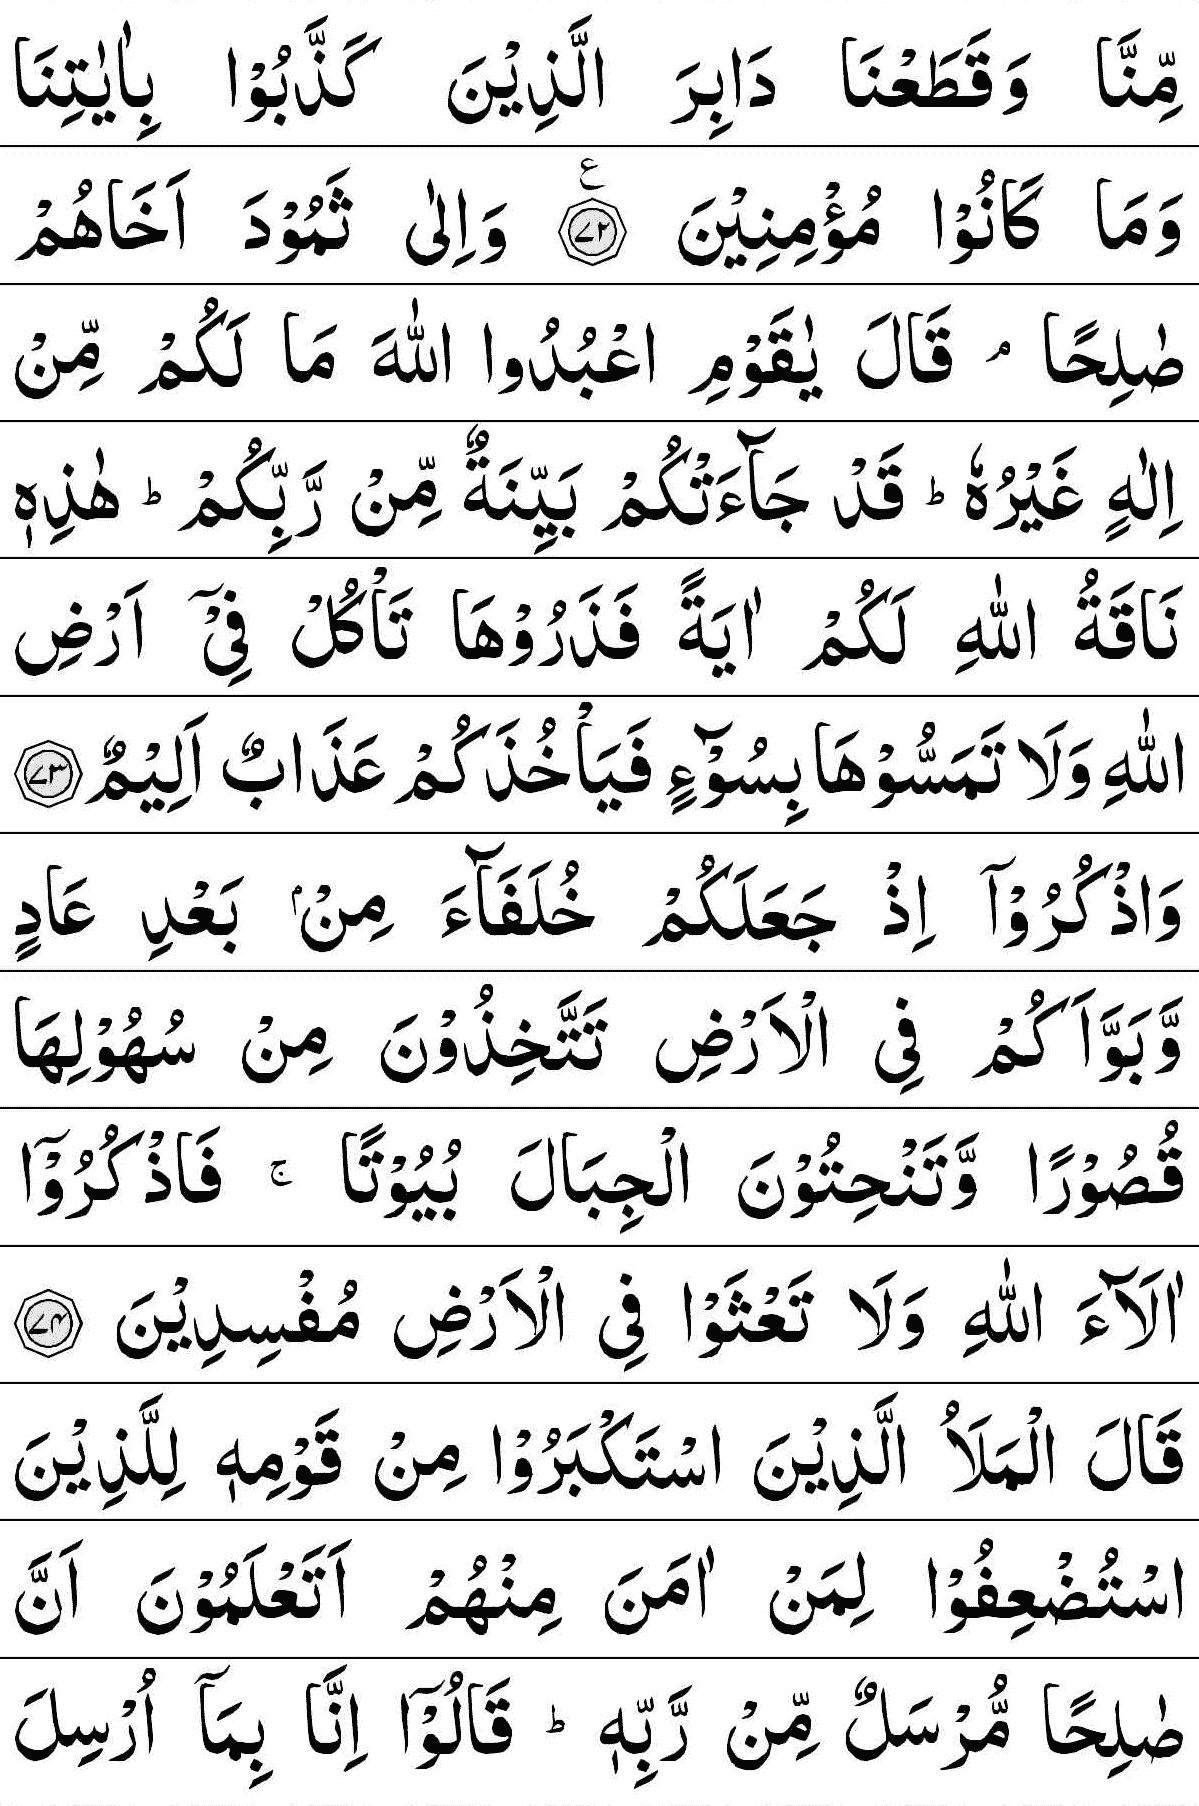 مِّنَّا وَقَطَعْنَا دَابِرَ الَّذِیْنَ كَذَّبُوْا بِاٰیٰتِنَا
وَمَا كَانُوْا مُؤْمِنِیْنَ ۧ﴿۷۲﴾ وَاِلٰی ثَمُوْدَ اَخَاهُمْ
صٰلِحًا ۘ قَالَ یٰقَوْمِ اعْبُدُوا اللّٰهَ مَا لَكُمْ مِّنْ
اِلٰهٍ غَیْرُهٗ ؕ قَدْ جَآءَتْكُمْ بَیِّنَةٌ مِّنْ رَّبِّكُمْ ؕ هٰذِهٖ
نَاقَةُ اللّٰهِ لَكُمْ اٰیَةً فَذَرُوْهَا تَاْكُلْ فِیْۤ اَرْضِ
اللّٰهِ وَلَا تَمَسُّوْهَا بِسُوْٓءٍ فَیَاْخُذَكُمْ عَذَابٌ اَلِیْمٌ ﴿۷۳﴾
وَاذْكُرُوْۤا اِذْ جَعَلَكُمْ خُلَفَآءَ مِنْۢ بَعْدِ عَادٍ
وَّبَوَّاَكُمْ فِی الْاَرْضِ تَتَّخِذُوْنَ مِنْ سُهُوْلِهَا
قُصُوْرًا وَّتَنْحِتُوْنَ الْجِبَالَ بُیُوْتًا ۚ فَاذْكُرُوْۤا
اٰلَآءَ اللّٰهِ وَلَا تَعْثَوْا فِی الْاَرْضِ مُفْسِدِیْنَ ﴿۷۴﴾
قَالَ الْمَلَاُ الَّذِیْنَ اسْتَكْبَرُوْا مِنْ قَوْمِهٖ لِلَّذِیْنَ
اسْتُضْعِفُوْا لِمَنْ اٰمَنَ مِنْهُمْ اَتَعْلَمُوْنَ اَنَّ
صٰلِحًا مُّرْسَلٌ مِّنْ رَّبِّهٖ ؕ قَالُوْۤا اِنَّا بِمَاۤ اُرْسِلَ